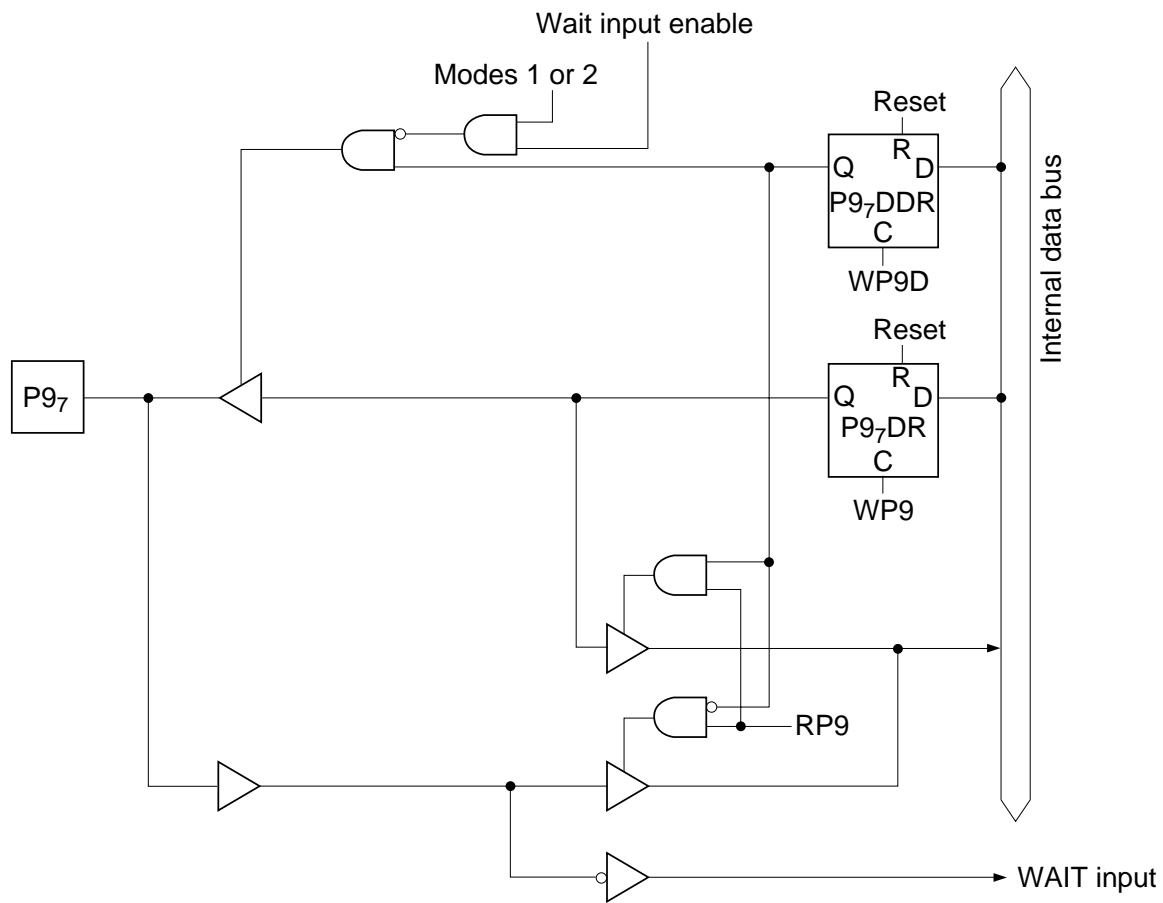 Wait input enable
Modes 1 or 2
Reset
R
Q
D
P9₇DDR
C
WP9D
Internal data bus
Reset
R
P9₇
Q
D
P9₇DR
C
WP9
RP9
WAIT input